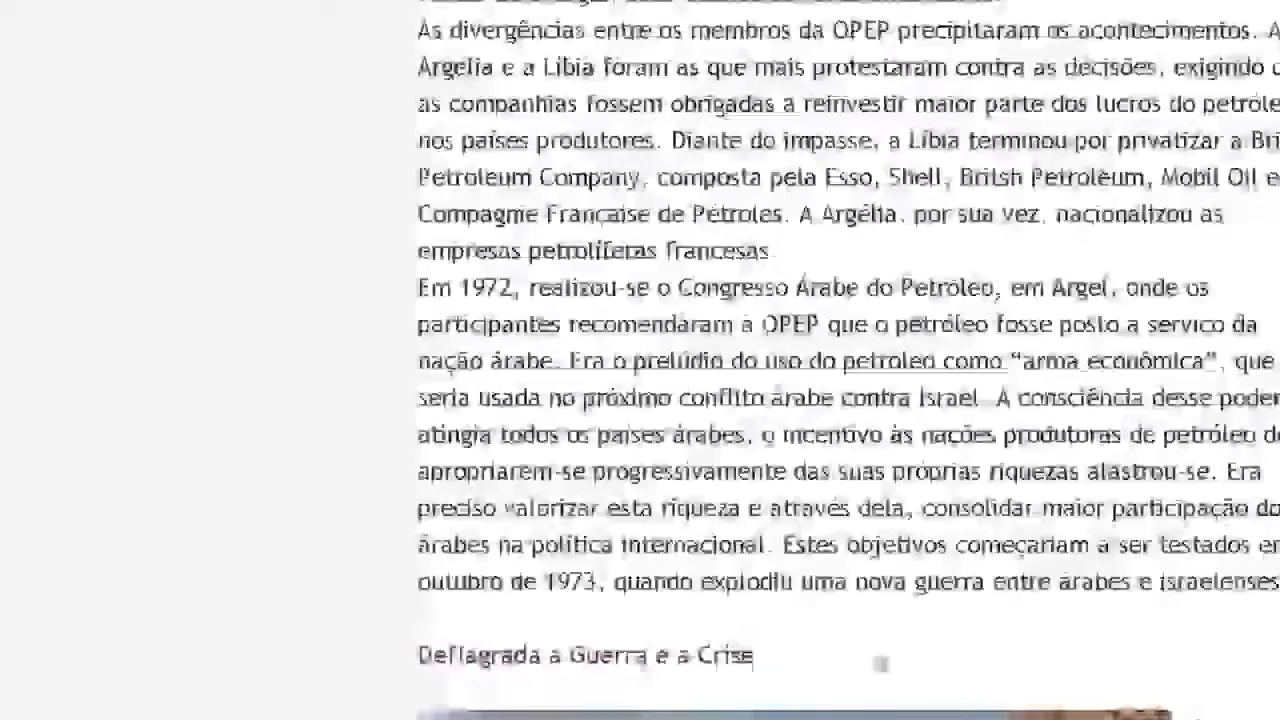 As divergências entre os membros da OPEP precipitaram os acontecimentos. A
Argélia e a Líbia foram as que mais protestaram contra as decisões, exigindo
as companhias fossem obrigadas a reinvestir maior parte dos lucros do petróle
nos países produtores. Diante do impasse, a Líbia terminou por privatizar a Bri
Petroleum Company, composta pela Esso, Shell, Britsh Petroleum, Mobil Oil e
Compagnie Française de Petroles. A Argélia, por sua vez, nacionalizou as
empresas petrolíferas francesas.
Em 1972, realizou-se o Congresso Árabe do Petróleo, em Argel, onde os
participantes recomendaram à OPEP que o petróleo fosse posto a serviço da
nação árabe. Era o prelúdio do uso do petróleo como “arma econômica”, que
seria usada no próximo conflito árabe contra Israel. A consciência desse poder
atingia todos os países árabes, o incentivo às nações produtoras de petróleo d
apropriarem-se progressivamente das suas próprias riquezas alastrou-se. Era
preciso valorizar esta riqueza e através dela, consolidar maior participação do
árabes na política internacional. Estes objetivos começariam a ser testados e
outubro de 1973, quando explodiu uma nova guerra entre árabes e israelenses
Deflagrada a Guerra e a Crise